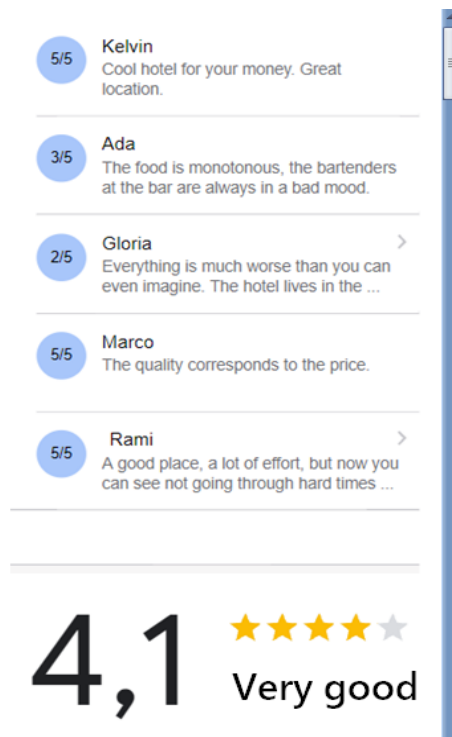 5/5
Kelvin
Cool hotel for your money. Great
location.
3/5
Ada
The food is monotonous, the bartenders
at the bar are always in a bad mood.
2/5
Gloria
Everything is much worse than you can
even imagine. The hotel lives in the ...
5/5
Marco
The quality corresponds to the price.
5/5
Rami
A good place, a lot of effort, but now you
can see not going through hard times ...
4,1
Very good